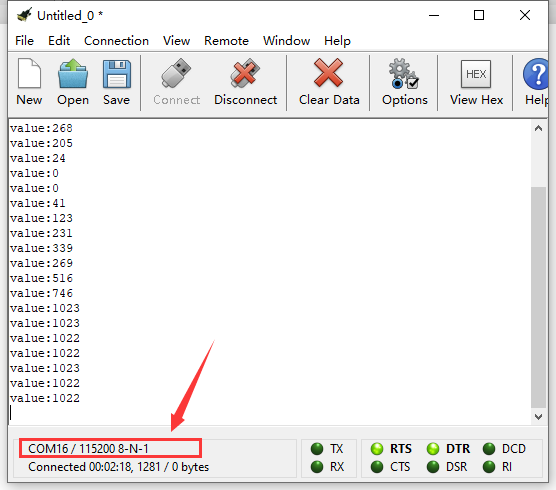 Untitled_0 *
File Edit Connection View Remote Window Help
HEX
New Open Save Connect Disconnect Clear Data Options View Hex Help
value:268
value:205
value:24
value:0
value:0
value:41
value:123
value:231
value:339
value:269
value:516
value:746
value:1023
value:1023
value:1022
value:1022
value:1023
value:1022
value:1022
COM16 / 115200 8-N-1
Connected 00:02:18, 1281 / 0 bytes
TX RTS DTR DCD
RX CTS DSR RI